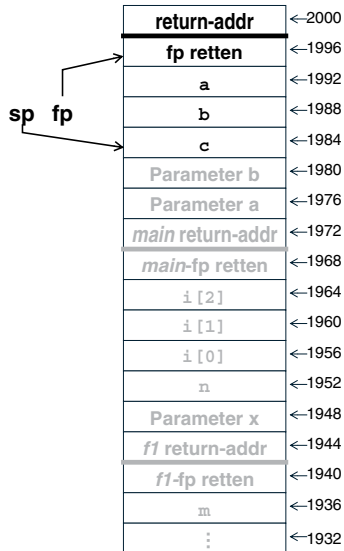 return-addr ←2000
fp retten ←1996
a ←1992
b ←1988
sp fp
c ←1984
Parameter b ←1980
Parameter a ←1976
main return-addr ←1972
main-fp retten ←1968
i[2] ←1964
i[1] ←1960
i[0] ←1956
n ←1952
Parameter x ←1948
f1 return-addr ←1944
f1-fp retten ←1940
m ←1936
⋮ ←1932